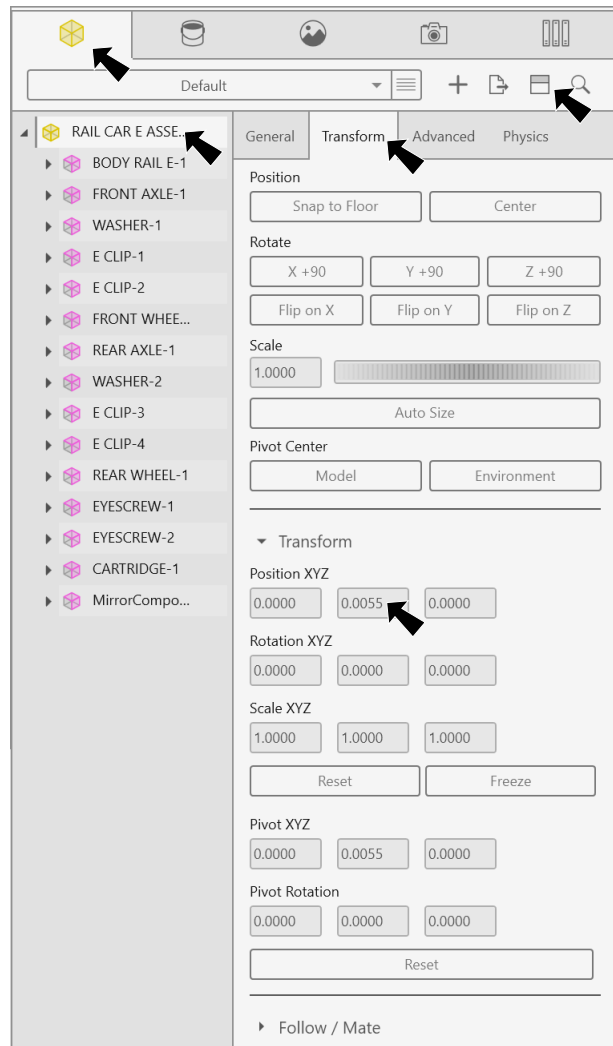 Default
RAIL CAR E ASSE...
BODY RAIL E-1
FRONT AXLE-1
WASHER-1
E CLIP-1
E CLIP-2
FRONT WHEE...
REAR AXLE-1
WASHER-2
E CLIP-3
E CLIP-4
REAR WHEEL-1
EYESCREW-1
EYESCREW-2
CARTRIDGE-1
MirrorCompo...
General Transform Advanced Physics
Position
Snap to Floor Center
Rotate
X +90 Y +90 Z +90
Flip on X Flip on Y Flip on Z
Scale
1.0000
Auto Size
Pivot Center
Model Environment
Transform
Position XYZ
0.0000 0.0055 0.0000
Rotation XYZ
0.0000 0.0000 0.0000
Scale XYZ
1.0000 1.0000 1.0000
Reset Freeze
Pivot XYZ
0.0000 0.0055 0.0000
Pivot Rotation
0.0000 0.0000 0.0000
Reset
Follow / Mate